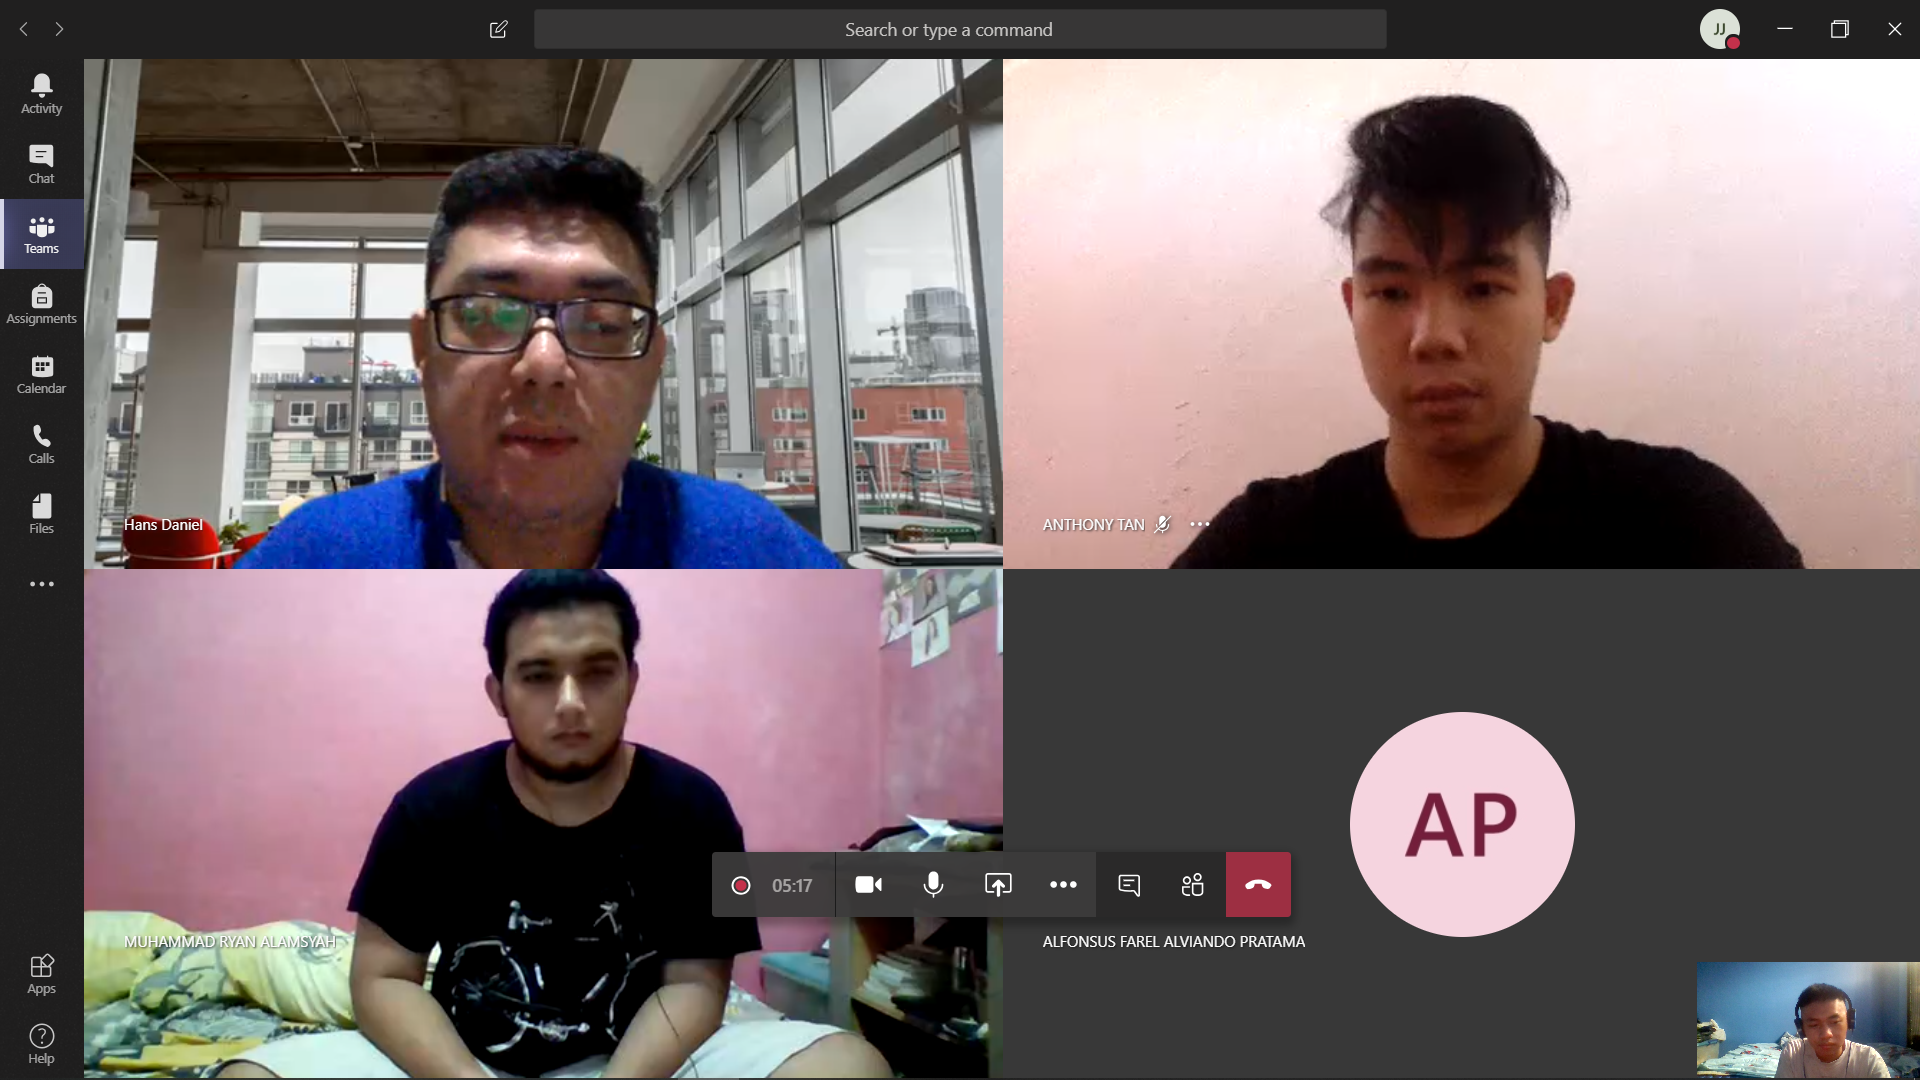 Search or type a command
JJ
Activity
Chat
Teams
Assignments
Calendar
Calls
Files
Apps
Help
Hans Daniel
ANTHONY TAN
MUHAMMAD RYAN ALAMSYAH
05:17
AP
ALFONSUS FAREL ALVIANDO PRATAMA